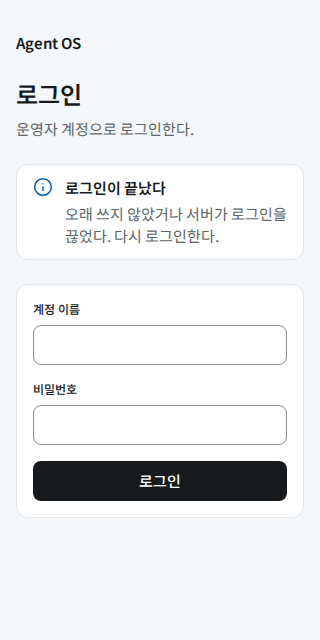 Agent OS
로그인
운영자 계정으로 로그인한다.
로그인이 끝났다
오래 쓰지 않았거나 서버가 로그인을
끊었다. 다시 로그인한다.
계정 이름
비밀번호
로그인